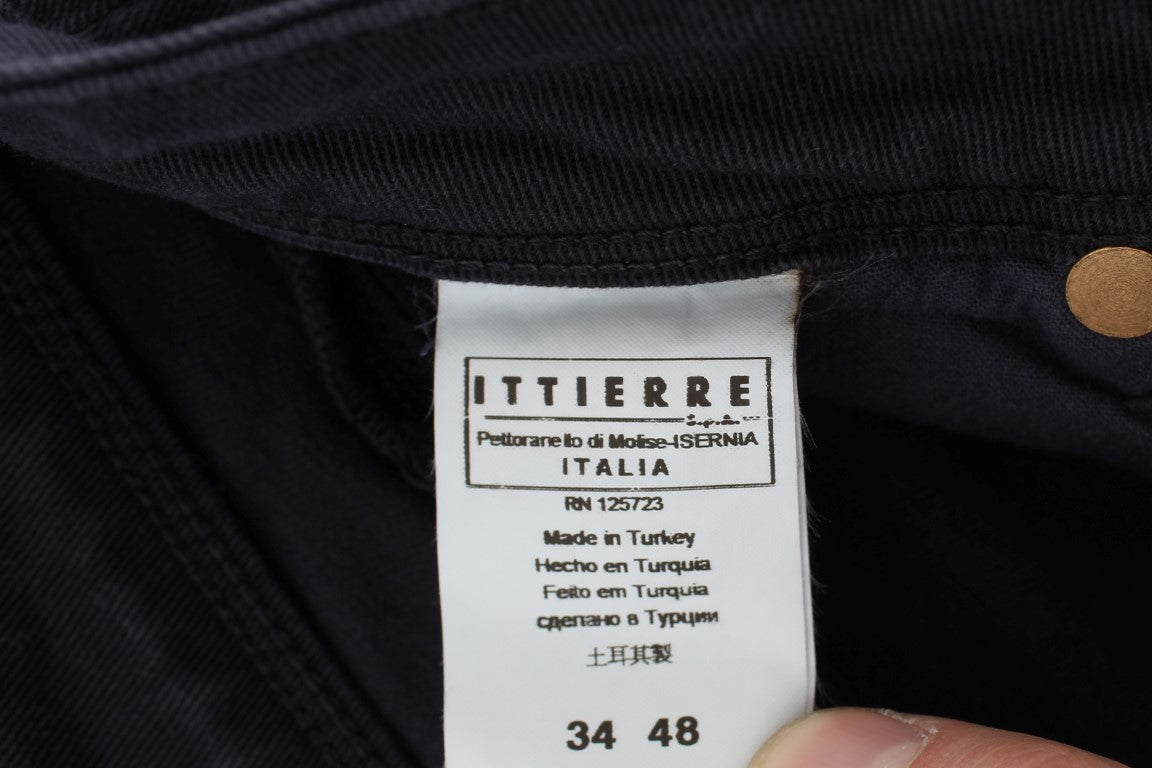 ITTIERRE
S.p.A.
Pettoranello di Molise-ISERNIA
ITALIA
RN 125723
Made in Turkey
Hecho en Turquia
Feito em Turquia
сделано в Турции
土耳其製
34 48